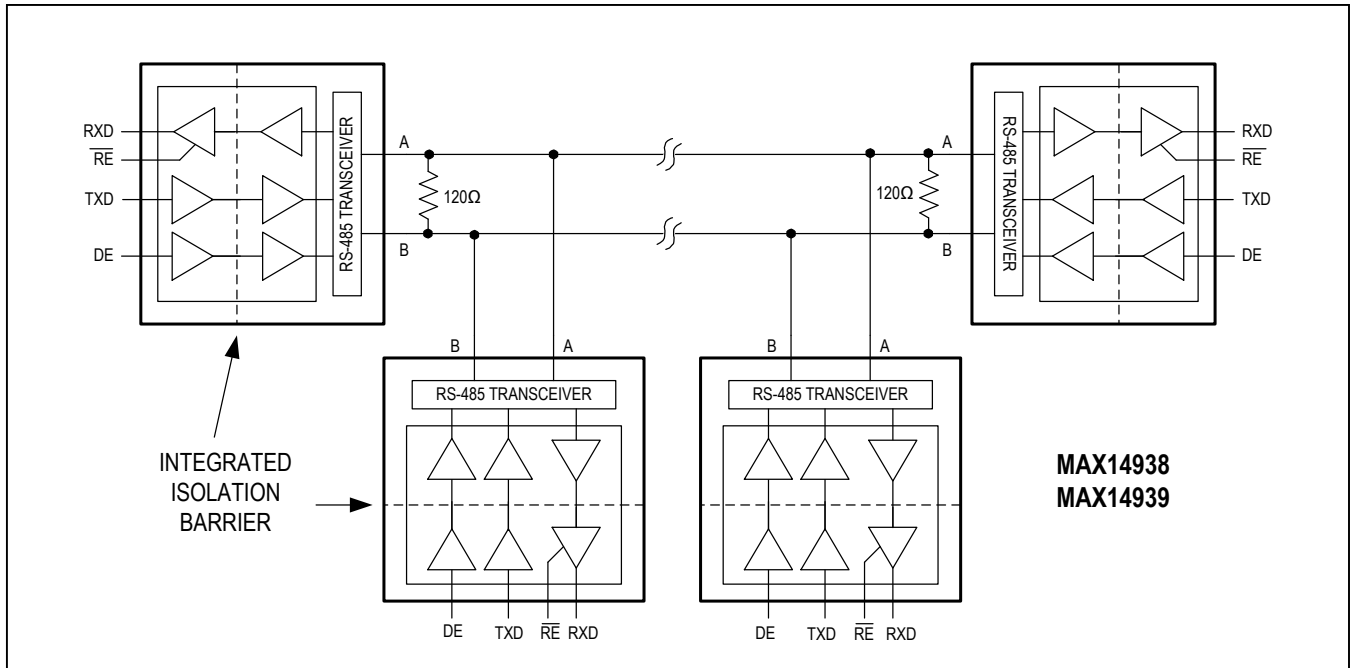 RXD
RE
TXD
DE
RS-485 TRANSCEIVER
A
B
120Ω
A
B
120Ω
RS-485 TRANSCEIVER
RXD
RE
TXD
DE
B
A
RS-485 TRANSCEIVER
DE
TXD
RE
RXD
B
A
RS-485 TRANSCEIVER
DE
TXD
RE
RXD
INTEGRATED
ISOLATION
BARRIER
MAX14938
MAX14939